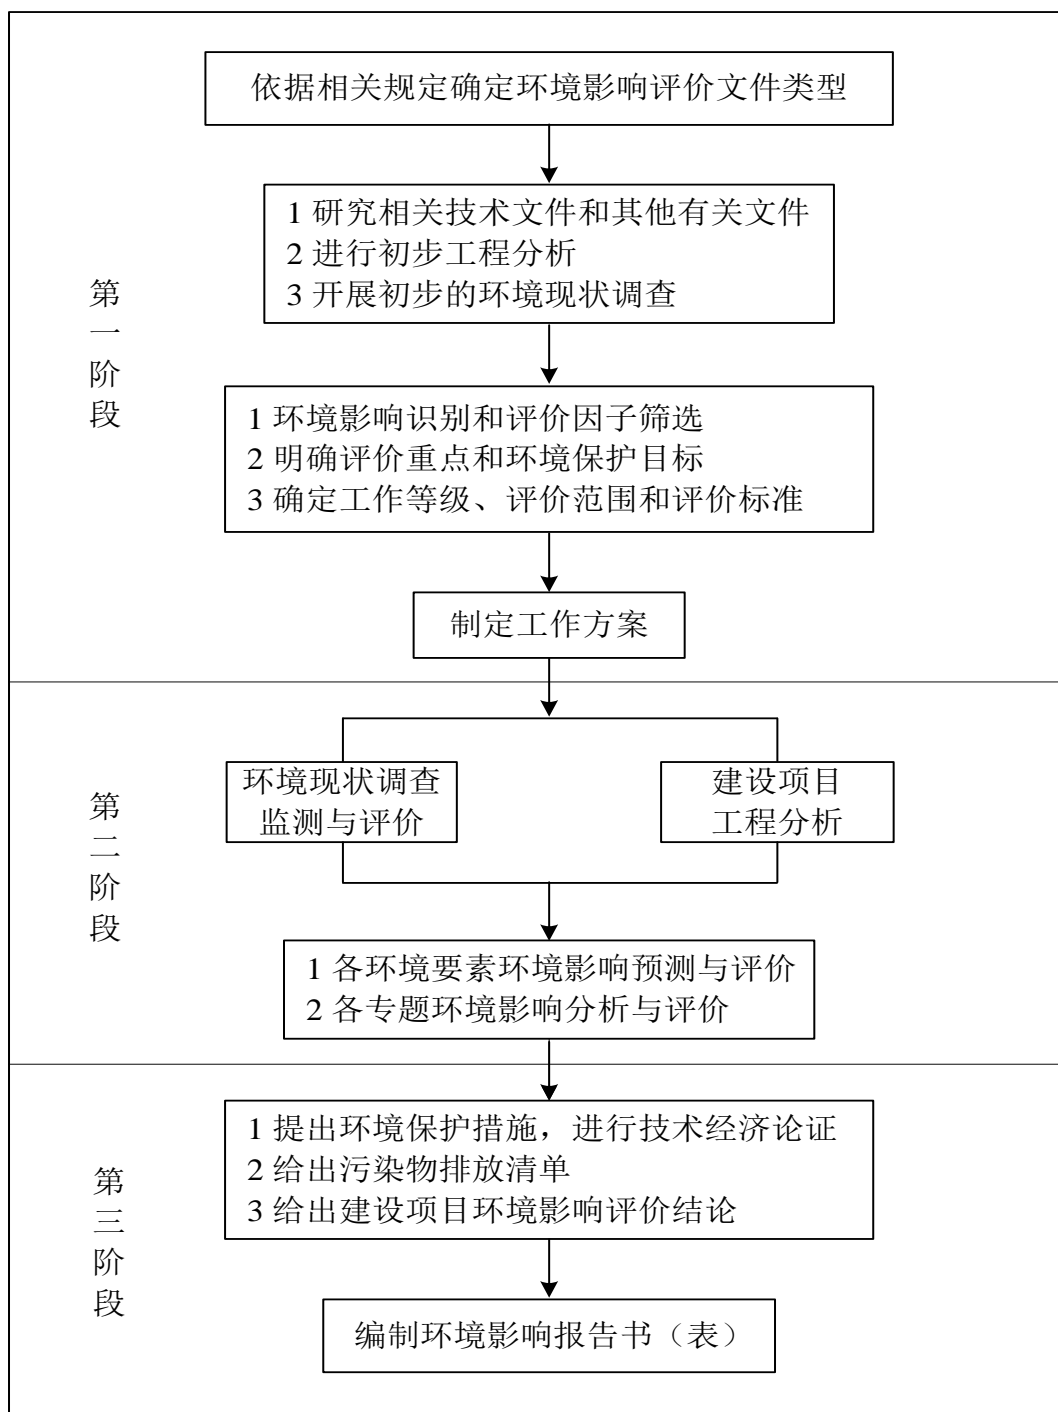 依据相关规定确定环境影响评价文件类型
1 研究相关技术文件和其他有关文件
2 进行初步工程分析
3 开展初步的环境现状调查
第一阶段
1 环境影响识别和评价因子筛选
2 明确评价重点和环境保护目标
3 确定工作等级、评价范围和评价标准
制定工作方案
环境现状调查
监测与评价
建设项目
工程分析
第二阶段
1 各环境要素环境影响预测与评价
2 各专题环境影响分析与评价
1 提出环境保护措施，进行技术经济论证
2 给出污染物排放清单
3 给出建设项目环境影响评价结论
第三阶段
编制环境影响报告书（表）